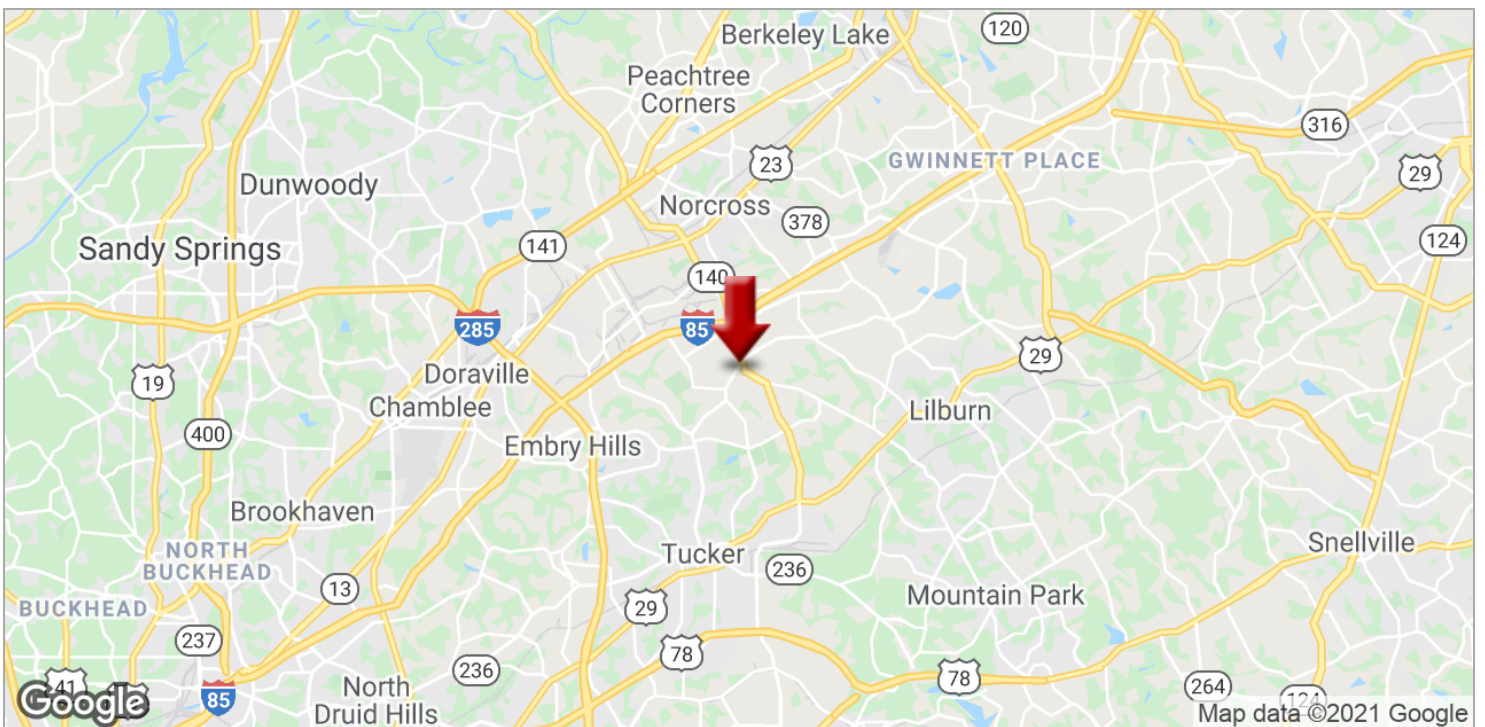 Berkeley Lake
120
Peachtree
Corners
316
23
GWINNETT PLACE
29
Dunwoody
Norcross
378
141
Sandy Springs
124
140
285
85
29
19
Doraville
Chamblee
Lilburn
400
Embry Hills
Brookhaven
Snellville
NORTH
BUCKHEAD
Tucker
236
13
Mountain Park
BUCKHEAD
29
237
78
236
78
264
41
85
North
Druid Hills
124
Google
Map data ©2021 Google